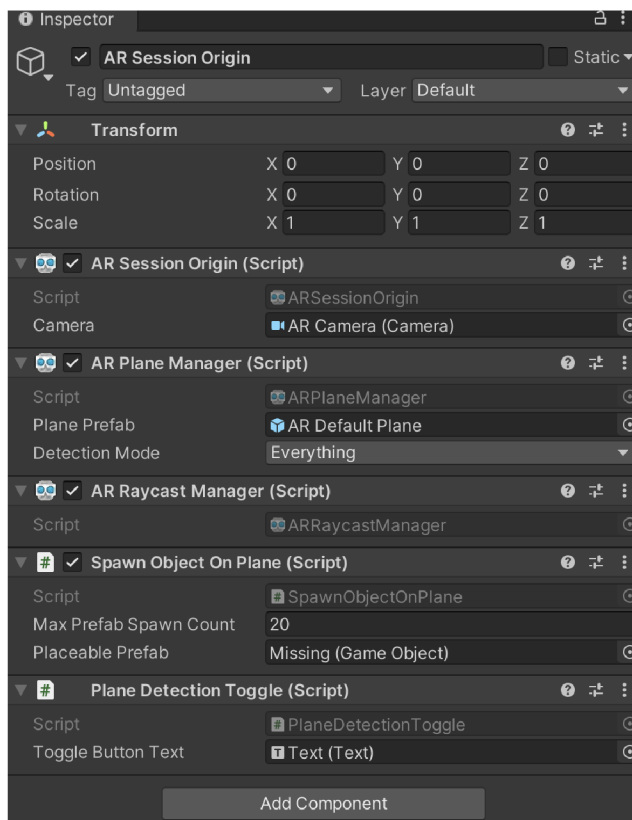 Inspector
AR Session Origin Static
Tag Untagged Layer Default
Transform
Position X 0 Y 0 Z 0
Rotation X 0 Y 0 Z 0
Scale X 1 Y 1 Z 1
AR Session Origin (Script)
Script ARSessionOrigin
Camera AR Camera (Camera)
AR Plane Manager (Script)
Script ARPlaneManager
Plane Prefab AR Default Plane
Detection Mode Everything
AR Raycast Manager (Script)
Script ARRaycastManager
# Spawn Object On Plane (Script)
Script # SpawnObjectOnPlane
Max Prefab Spawn Count 20
Placeable Prefab Missing (Game Object)
# Plane Detection Toggle (Script)
Script # PlaneDetectionToggle
Toggle Button Text T Text (Text)
Add Component